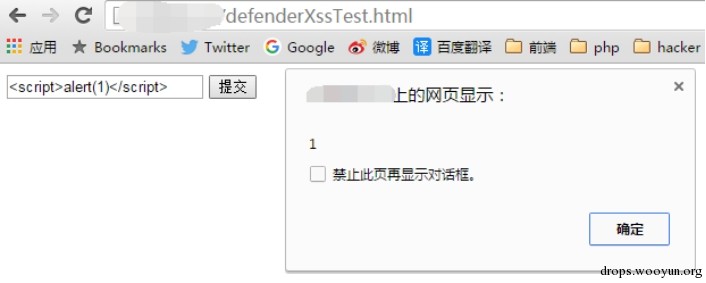 /defenderXssTest.html
应用 Bookmarks Twitter Google 微博 译 百度翻译 前端 php hacker
<script>alert(1)</script> 提交
上的网页显示：
1
禁止此页再显示对话框。
确定
drops.wooyun.org